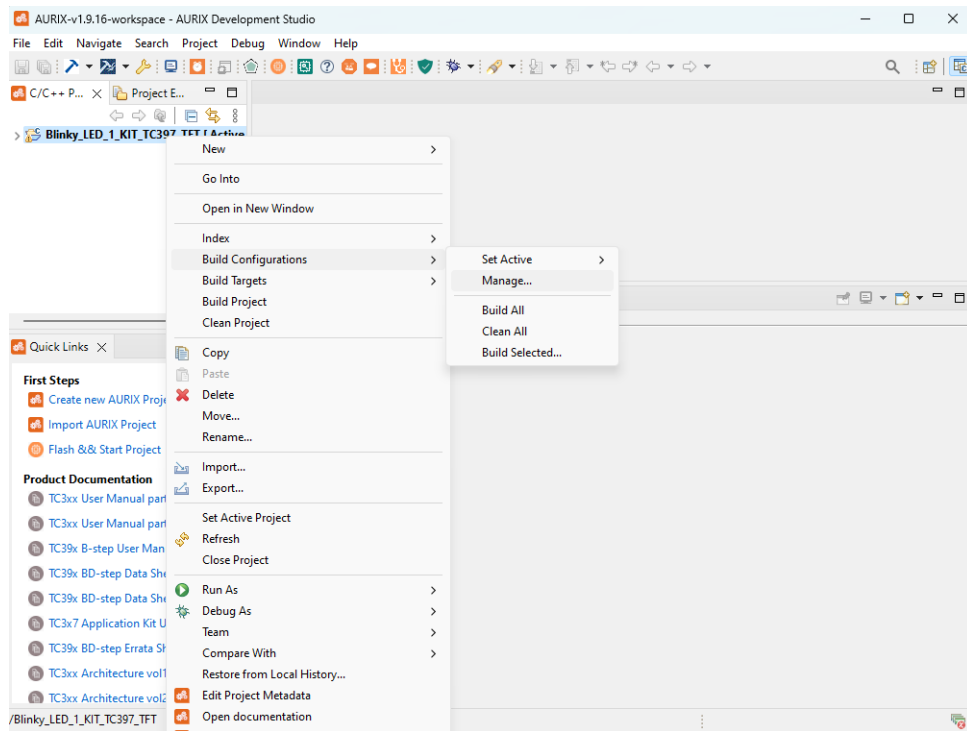 AURIX-v1.9.16-workspace - AURIX Development Studio
File Edit Navigate Search Project Debug Window Help
C/C++ P... Project E...
Blinky_LED_1_KIT_TC397_TFT [ Active
New
Go Into
Open in New Window
Index
Build Configurations
Build Targets
Build Project
Clean Project
Copy
Paste
Delete
Move...
Rename...
Import...
Export...
Set Active Project
Refresh
Close Project
Run As
Debug As
Team
Compare With
Restore from Local History...
Edit Project Metadata
Open documentation
Set Active
Manage...
Build All
Clean All
Build Selected...
Quick Links
First Steps
Create new AURIX Proje
Import AURIX Project
Flash && Start Project
Product Documentation
TC3xx User Manual part
TC3xx User Manual part
TC39x B-step User Man
TC39x BD-step Data She
TC39x BD-step Data She
TC3x7 Application Kit U
TC39x BD-step Errata Sh
TC3xx Architecture vol1
TC3xx Architecture vol2
/Blinky_LED_1_KIT_TC397_TFT